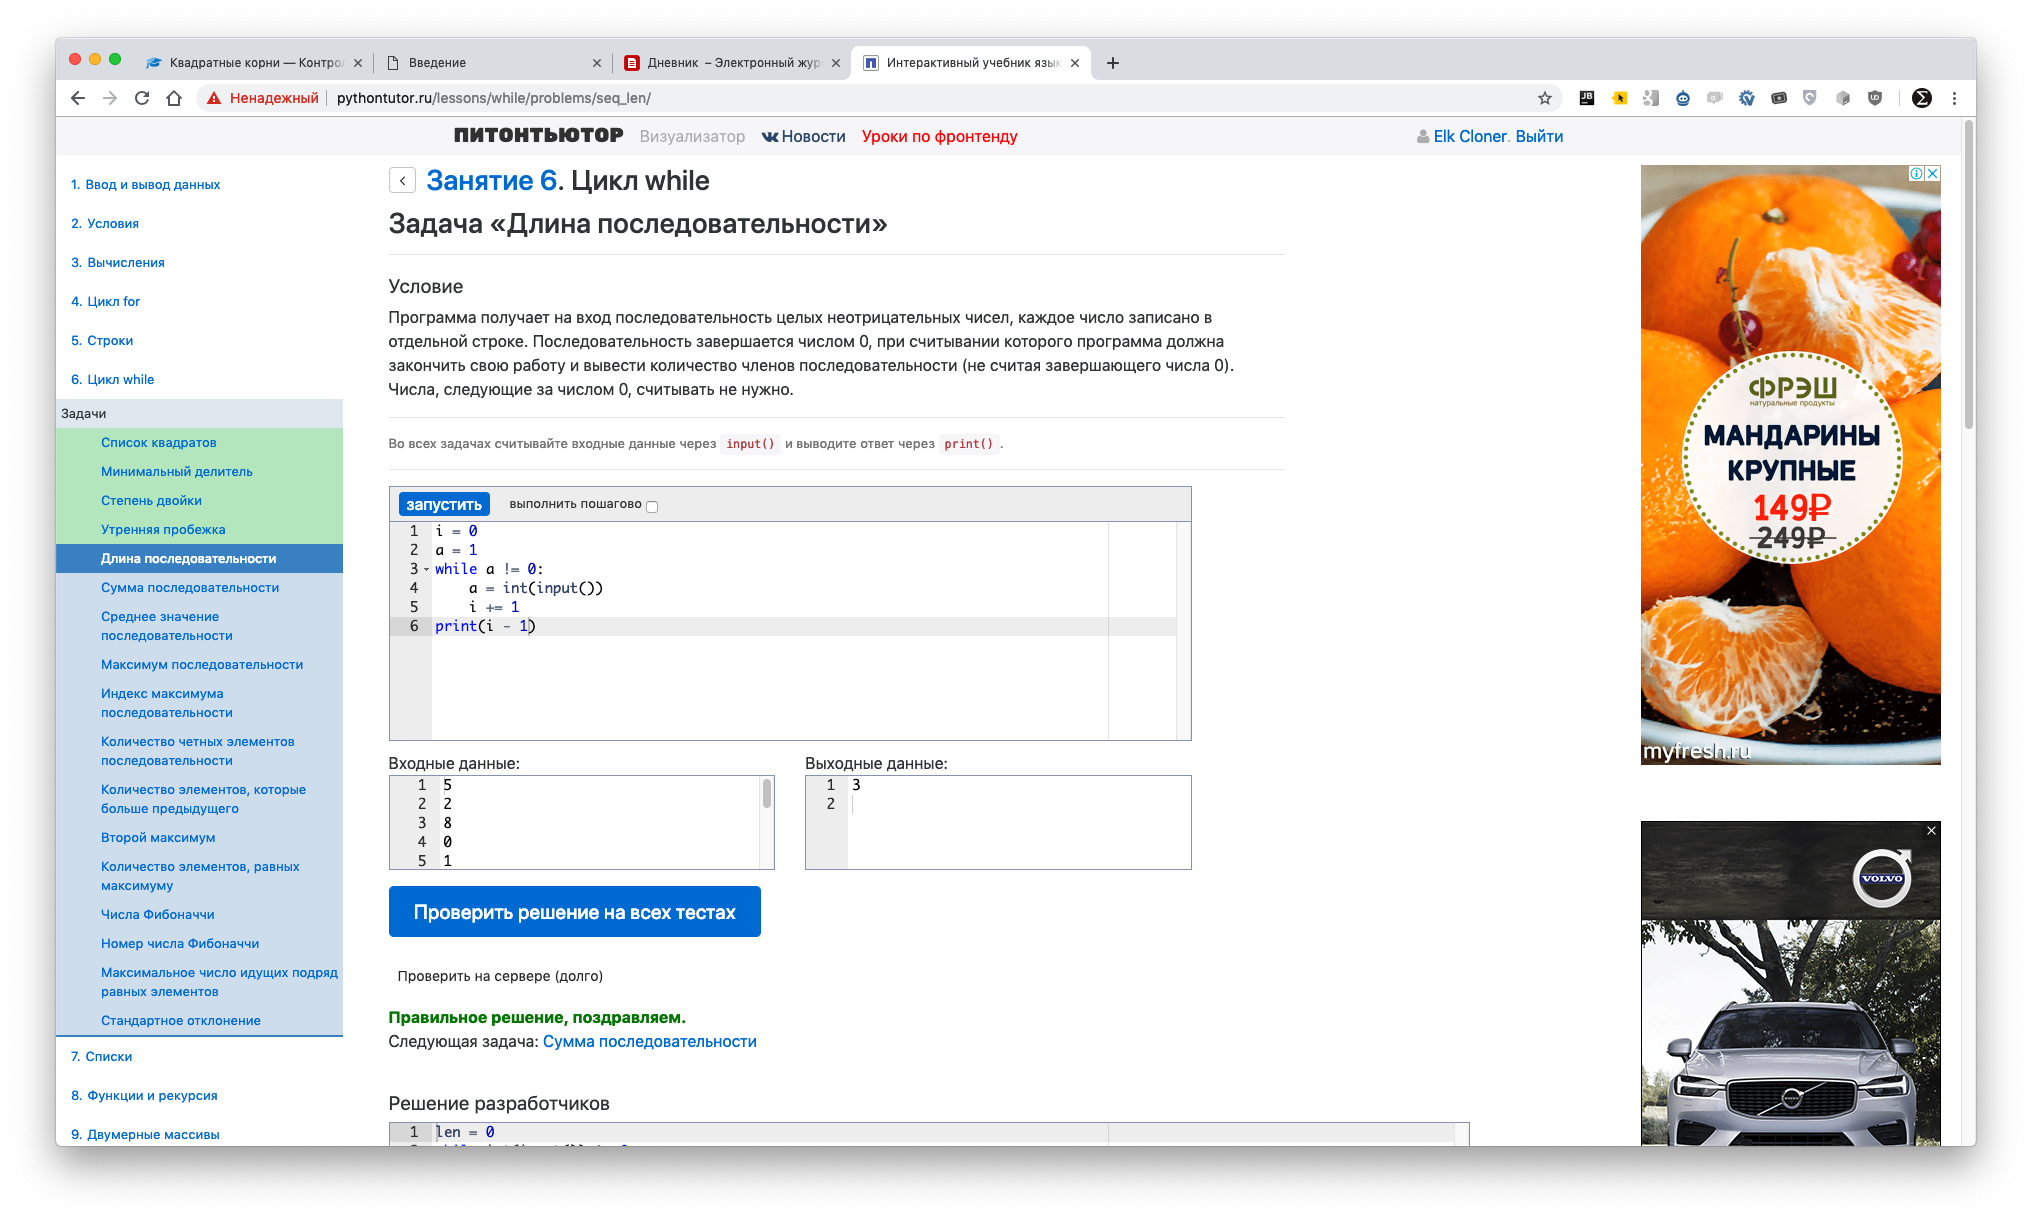 Квадратные корни — Контро
Введение
Дневник – Электронный жур
Интерактивный учебник язык
Ненадежный
pythontutor.ru/lessons/while/problems/seq_len/
ПИТОНТЬЮТОР
Визуализатор
Новости
Уроки по фронтенду
Elk Cloner. Выйти
1. Ввод и вывод данных
2. Условия
3. Вычисления
4. Цикл for
5. Строки
6. Цикл while
Задачи
Список квадратов
Минимальный делитель
Степень двойки
Утренняя пробежка
Длина последовательности
Сумма последовательности
Среднее значение
последовательности
Максимум последовательности
Индекс максимума
последовательности
Количество четных элементов
последовательности
Количество элементов, которые
больше предыдущего
Второй максимум
Количество элементов, равных
максимуму
Числа Фибоначчи
Номер числа Фибоначчи
Максимальное число идущих подряд
равных элементов
Стандартное отклонение
7. Списки
8. Функции и рекурсия
9. Двумерные массивы
Занятие 6. Цикл while
Задача «Длина последовательности»
Условие
Программа получает на вход последовательность целых неотрицательных чисел, каждое число записано в
отдельной строке. Последовательность завершается числом 0, при считывании которого программа должна
закончить свою работу и вывести количество членов последовательности (не считая завершающего числа 0).
Числа, следующие за числом 0, считывать не нужно.
Во всех задачах считывайте входные данные через input() и выводите ответ через print().
запустить
выполнить пошагово
1 i = 0
2 a = 1
3 while a != 0:
4 a = int(input())
5 i += 1
6 print(i - 1)
Входные данные:
1 5
2 2
3 8
4 0
5 1
Выходные данные:
1 3
2
Проверить решение на всех тестах
Проверить на сервере (долго)
Правильное решение, поздравляем.
Следующая задача: Сумма последовательности
Решение разработчиков
1 len = 0
ФРЭШ
натуральные продукты
МАНДАРИНЫ
КРУПНЫЕ
149₽
249₽
myfresh.ru
VOLVO